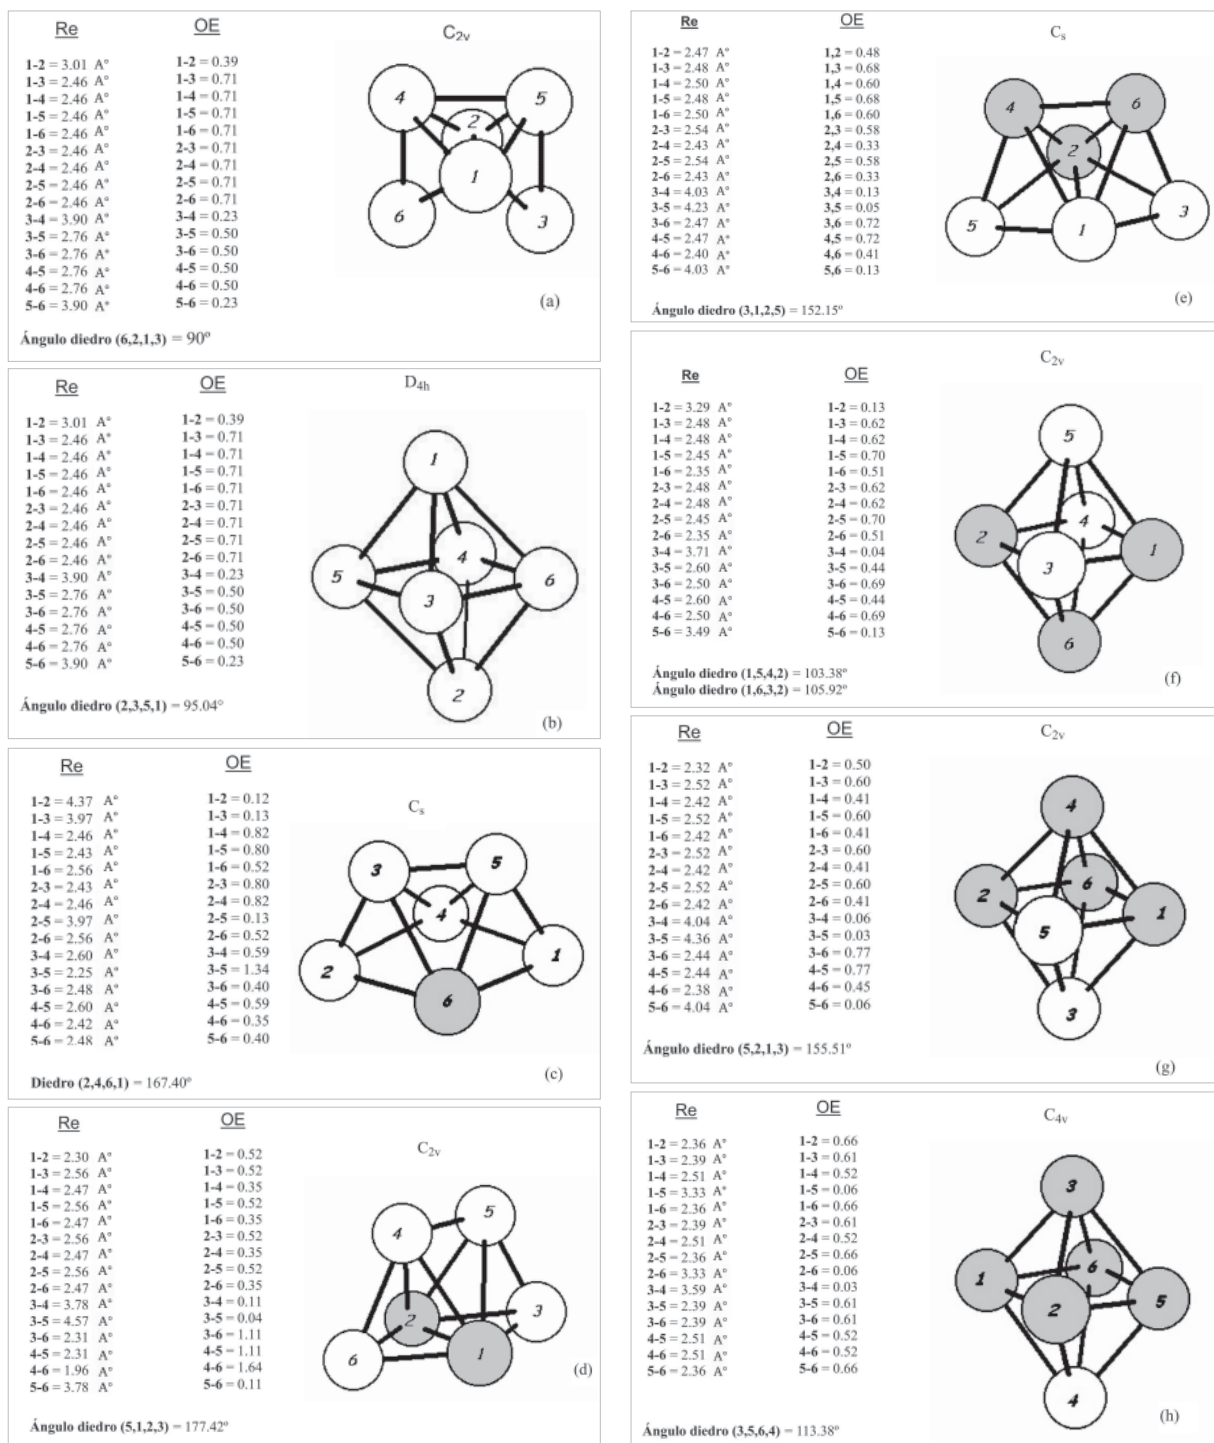 Re OE
C2v
1-2 = 3.01 A° 1-2 = 0.39
1-3 = 2.46 A° 1-3 = 0.71
1-4 = 2.46 A° 1-4 = 0.71
1-5 = 2.46 A° 1-5 = 0.71
1-6 = 2.46 A° 1-6 = 0.71
2-3 = 2.46 A° 2-3 = 0.71
2-4 = 2.46 A° 2-4 = 0.71
2-5 = 2.46 A° 2-5 = 0.71
2-6 = 2.46 A° 2-6 = 0.71
3-4 = 3.90 A° 3-4 = 0.23
3-5 = 2.76 A° 3-5 = 0.50
3-6 = 2.76 A° 3-6 = 0.50
4-5 = 2.76 A° 4-5 = 0.50
4-6 = 2.76 A° 4-6 = 0.50
5-6 = 3.90 A° 5-6 = 0.23
4 5
2
1
6 3
(a)
Ángulo diedro (6,2,1,3) = 90º
Re OE
D4h
1-2 = 3.01 A° 1-2 = 0.39
1-3 = 2.46 A° 1-3 = 0.71
1-4 = 2.46 A° 1-4 = 0.71
1-5 = 2.46 A° 1-5 = 0.71
1-6 = 2.46 A° 1-6 = 0.71
2-3 = 2.46 A° 2-3 = 0.71
2-4 = 2.46 A° 2-4 = 0.71
2-5 = 2.46 A° 2-5 = 0.71
2-6 = 2.46 A° 2-6 = 0.71
3-4 = 3.90 A° 3-4 = 0.23
3-5 = 2.76 A° 3-5 = 0.50
3-6 = 2.76 A° 3-6 = 0.50
4-5 = 2.76 A° 4-5 = 0.50
4-6 = 2.76 A° 4-6 = 0.50
5-6 = 3.90 A° 5-6 = 0.23
1
4
5 6
3
2
(b)
Ángulo diedro (2,3,5,1) = 95.04°
Re OE
Cs
1-2 = 4.37 A° 1-2 = 0.12
1-3 = 3.97 A° 1-3 = 0.13
1-4 = 2.46 A° 1-4 = 0.82
1-5 = 2.43 A° 1-5 = 0.80
1-6 = 2.56 A° 1-6 = 0.52
2-3 = 2.43 A° 2-3 = 0.80
2-4 = 2.46 A° 2-4 = 0.82
2-5 = 3.97 A° 2-5 = 0.13
2-6 = 2.56 A° 2-6 = 0.52
3-4 = 2.60 A° 3-4 = 0.59
3-5 = 2.25 A° 3-5 = 1.34
3-6 = 2.48 A° 3-6 = 0.40
4-5 = 2.60 A° 4-5 = 0.59
4-6 = 2.42 A° 4-6 = 0.35
5-6 = 2.48 A° 5-6 = 0.40
3 5
4
2 1
6
(c)
Diedro (2,4,6,1) = 167.40º
Re OE
C2v
1-2 = 2.30 A° 1-2 = 0.52
1-3 = 2.56 A° 1-3 = 0.52
1-4 = 2.47 A° 1-4 = 0.35
1-5 = 2.56 A° 1-5 = 0.52
1-6 = 2.47 A° 1-6 = 0.35
2-3 = 2.56 A° 2-3 = 0.52
2-4 = 2.47 A° 2-4 = 0.35
2-5 = 2.56 A° 2-5 = 0.52
2-6 = 2.47 A° 2-6 = 0.35
3-4 = 3.78 A° 3-4 = 0.11
3-5 = 4.57 A° 3-5 = 0.04
3-6 = 2.31 A° 3-6 = 1.11
4-5 = 2.31 A° 4-5 = 1.11
4-6 = 1.96 A° 4-6 = 1.64
5-6 = 3.78 A° 5-6 = 0.11
5
4
3
2
1
6
(d)
Ángulo diedro (5,1,2,3) = 177.42º
Re OE
Cs
1-2 = 2.47 A° 1,2 = 0.48
1-3 = 2.48 A° 1,3 = 0.68
1-4 = 2.50 A° 1,4 = 0.60
1-5 = 2.48 A° 1,5 = 0.68
1-6 = 2.50 A° 1,6 = 0.60
2-3 = 2.54 A° 2,3 = 0.58
2-4 = 2.43 A° 2,4 = 0.33
2-5 = 2.54 A° 2,5 = 0.58
2-6 = 2.43 A° 2,6 = 0.33
3-4 = 4.03 A° 3,4 = 0.13
3-5 = 4.23 A° 3,5 = 0.05
3-6 = 2.47 A° 3,6 = 0.72
4-5 = 2.47 A° 4,5 = 0.72
4-6 = 2.40 A° 4,6 = 0.41
5-6 = 4.03 A° 5,6 = 0.13
4 6
2
3
5 1
(e)
Ángulo diedro (3,1,2,5) = 152.15º
Re OE
C2v
1-2 = 3.29 A° 1-2 = 0.13
1-3 = 2.48 A° 1-3 = 0.62
1-4 = 2.48 A° 1-4 = 0.62
1-5 = 2.45 A° 1-5 = 0.70
1-6 = 2.35 A° 1-6 = 0.51
2-3 = 2.48 A° 2-3 = 0.62
2-4 = 2.48 A° 2-4 = 0.62
2-5 = 2.45 A° 2-5 = 0.70
2-6 = 2.35 A° 2-6 = 0.51
3-4 = 3.71 A° 3-4 = 0.04
3-5 = 2.60 A° 3-5 = 0.44
3-6 = 2.50 A° 3-6 = 0.69
4-5 = 2.60 A° 4-5 = 0.44
4-6 = 2.50 A° 4-6 = 0.69
5-6 = 3.49 A° 5-6 = 0.13
5
4
2 1
3
6
(f)
Ángulo diedro (1,5,4,2) = 103.38º
Ángulo diedro (1,6,3,2) = 105.92º
Re OE
C2v
1-2 = 2.32 A° 1-2 = 0.50
1-3 = 2.52 A° 1-3 = 0.60
1-4 = 2.42 A° 1-4 = 0.41
1-5 = 2.52 A° 1-5 = 0.60
1-6 = 2.42 A° 1-6 = 0.41
2-3 = 2.52 A° 2-3 = 0.60
2-4 = 2.42 A° 2-4 = 0.41
2-5 = 2.52 A° 2-5 = 0.60
2-6 = 2.42 A° 2-6 = 0.41
3-4 = 4.04 A° 3-4 = 0.06
3-5 = 4.36 A° 3-5 = 0.03
3-6 = 2.44 A° 3-6 = 0.77
4-5 = 2.44 A° 4-5 = 0.77
4-6 = 2.38 A° 4-6 = 0.45
5-6 = 4.04 A° 5-6 = 0.06
4
6
2 1
5
3
(g)
Ángulo diedro (5,2,1,3) = 155.51º
Re OE
C4v
1-2 = 2.36 A° 1-2 = 0.66
1-3 = 2.39 A° 1-3 = 0.61
1-4 = 2.51 A° 1-4 = 0.52
1-5 = 3.33 A° 1-5 = 0.06
1-6 = 2.36 A° 1-6 = 0.66
2-3 = 2.39 A° 2-3 = 0.61
2-4 = 2.51 A° 2-4 = 0.52
2-5 = 2.36 A° 2-5 = 0.66
2-6 = 3.33 A° 2-6 = 0.06
3-4 = 3.59 A° 3-4 = 0.03
3-5 = 2.39 A° 3-5 = 0.61
3-6 = 2.39 A° 3-6 = 0.61
4-5 = 2.51 A° 4-5 = 0.52
4-6 = 2.51 A° 4-6 = 0.52
5-6 = 2.36 A° 5-6 = 0.66
3
6
1 5
2
4
(h)
Ángulo diedro (3,5,6,4) = 113.38º